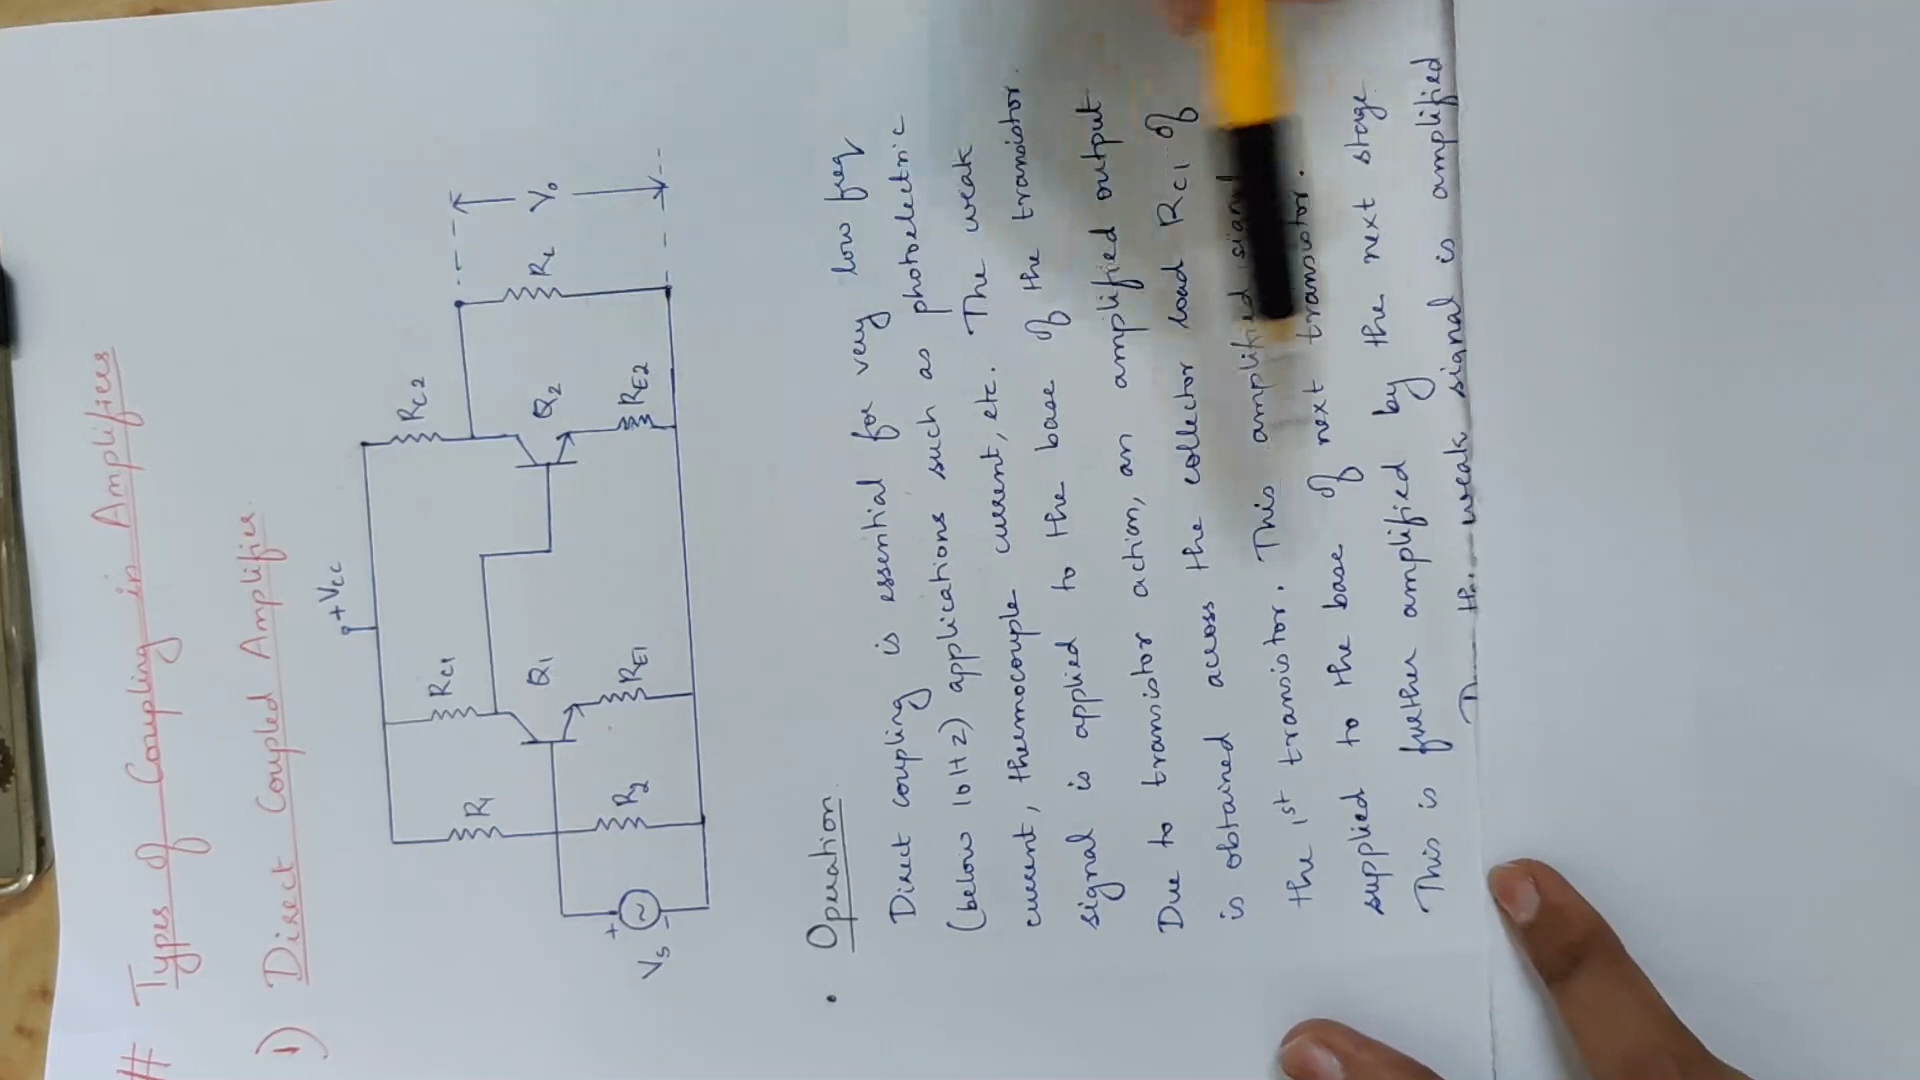 # Types of Coupling in Amplifiers
1) Direct Coupled Amplifier
+Vcc
R1
RC1
RC2
Q1
Q2
RL
Vo
R2
RE1
RE2
+
Vs
-
• Operation
Direct coupling is essential for very low freq
(below 10Hz) applications such as photoelectric
current, thermocouple current, etc. The weak
signal is applied to the base of the transistor.
Due to transistor action, an amplified output
is obtained across the collector load RC1 of
the 1st transistor. This amplified signal
supplied to the base of next transistor.
This is further amplified by the next stage.
weak signal is amplified